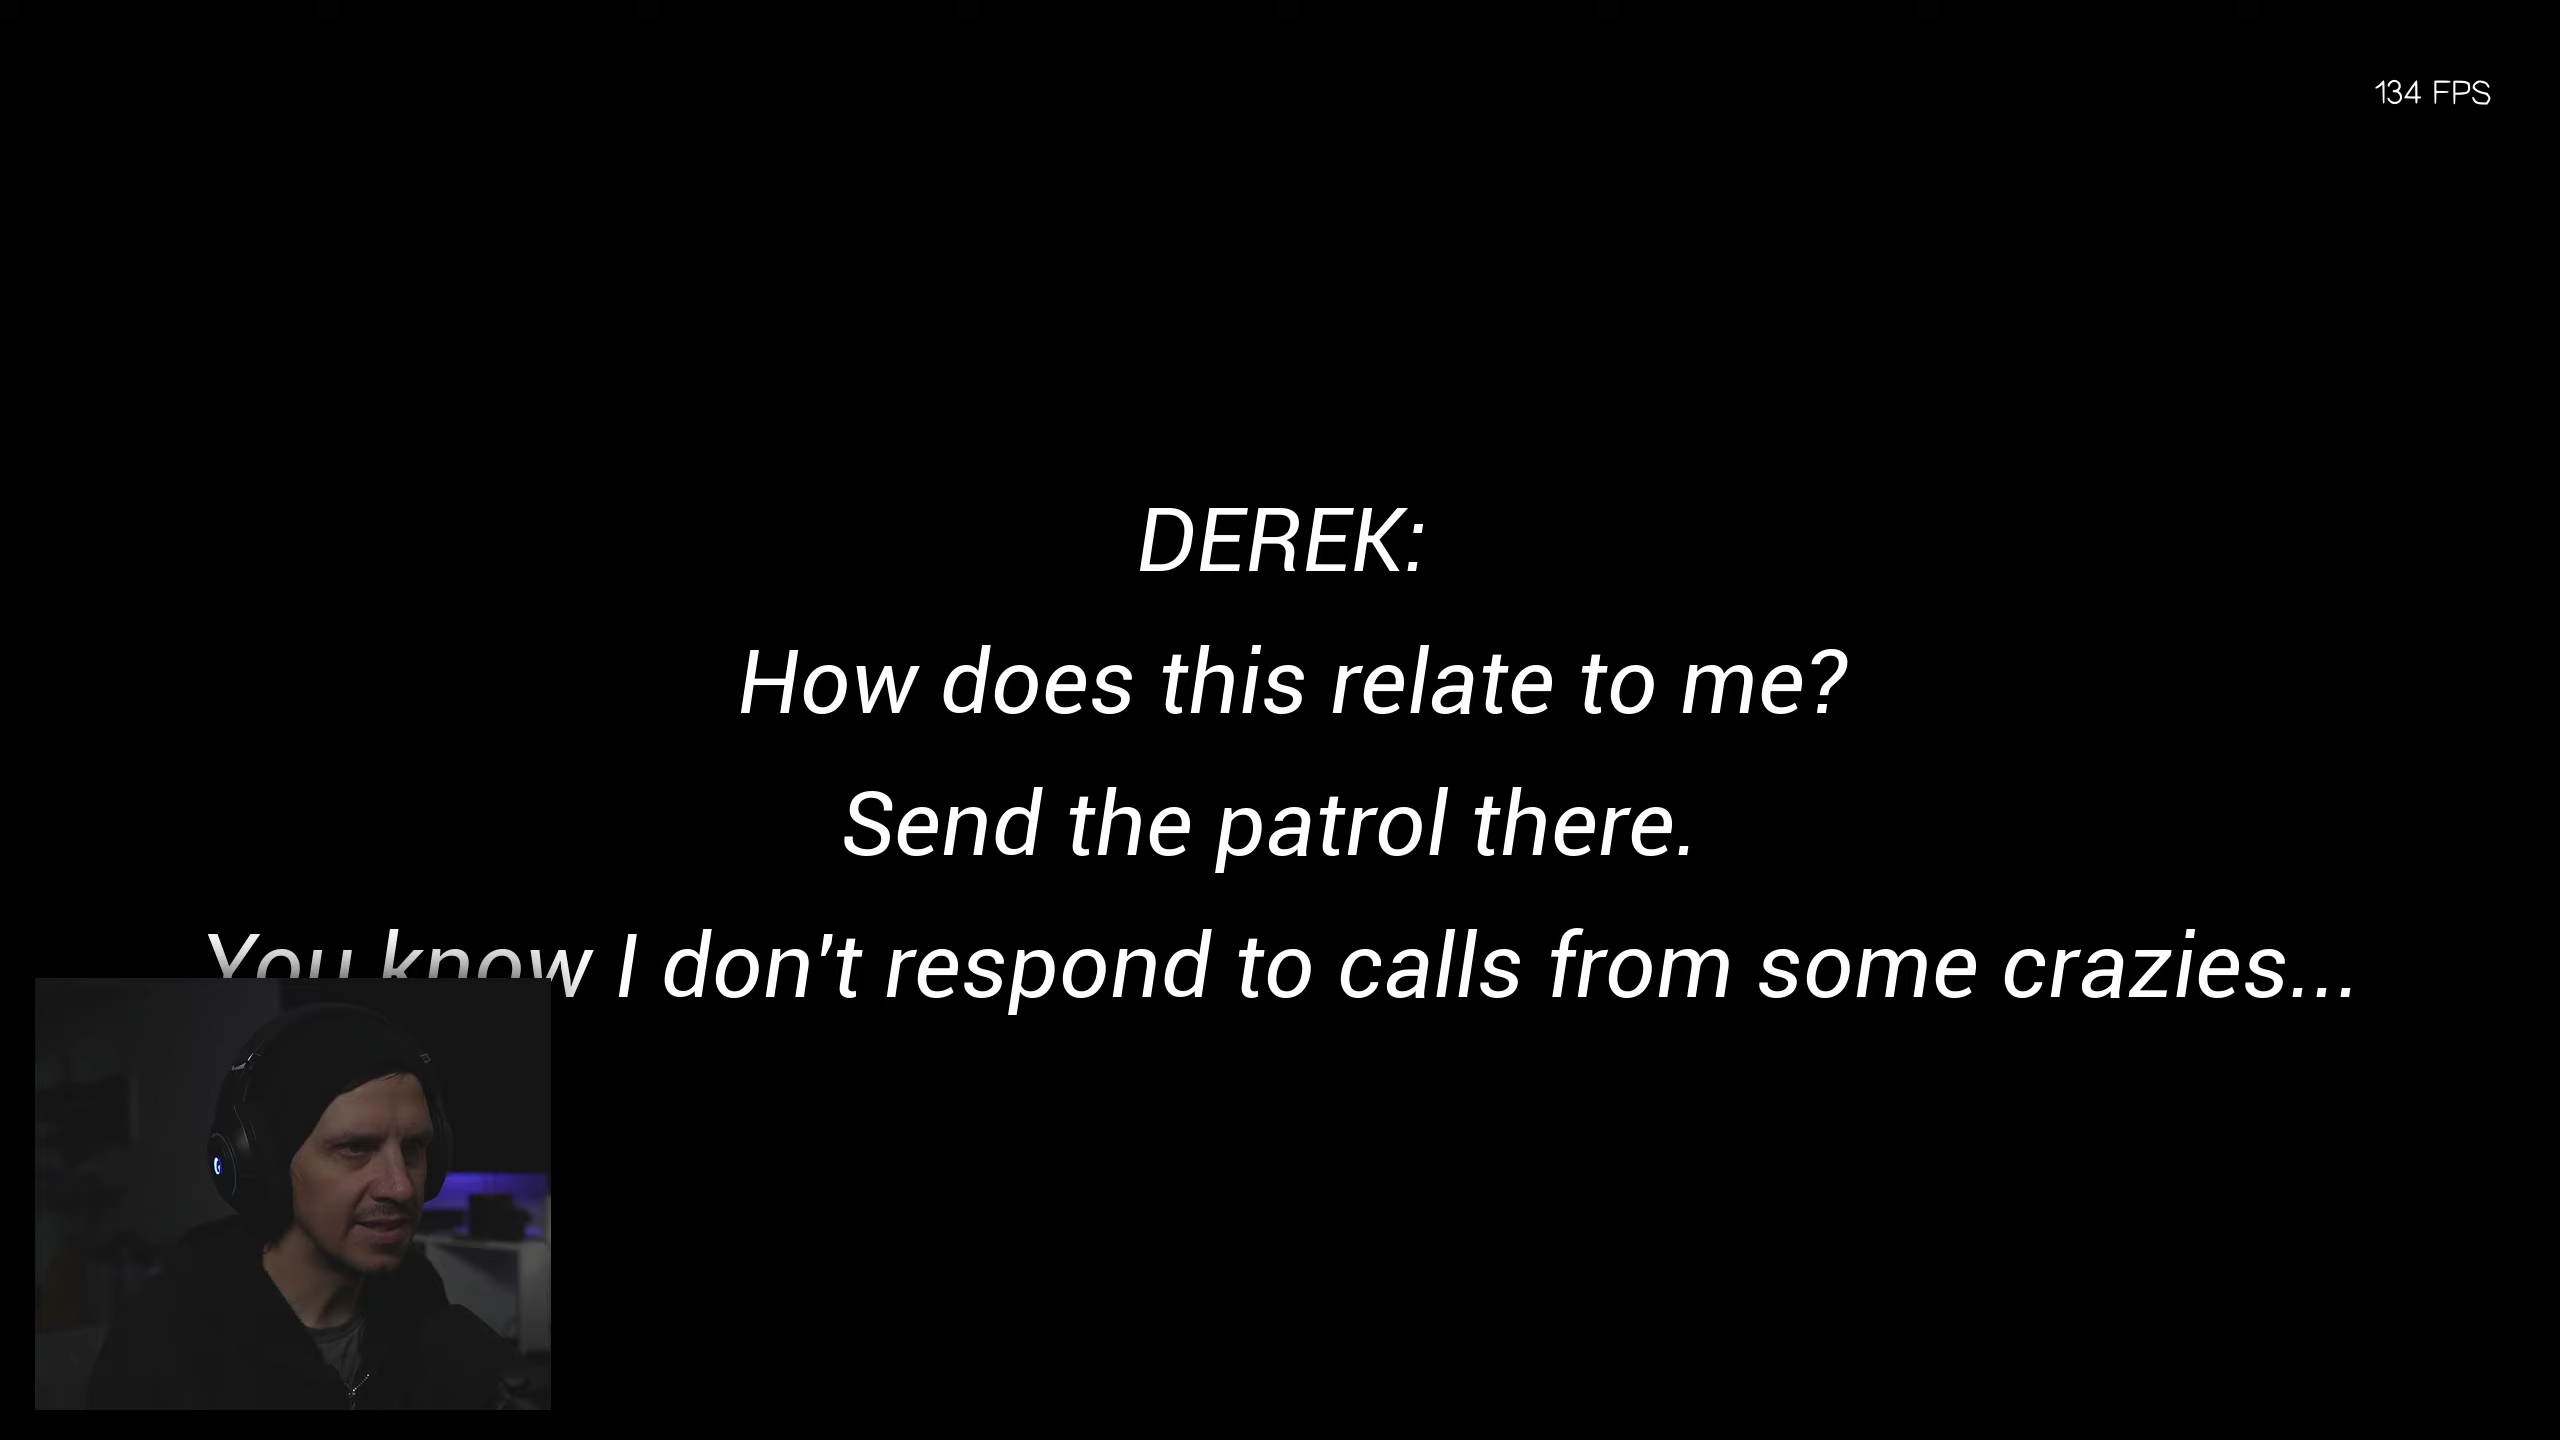 134 FPS
DEREK:
How does this relate to me?
Send the patrol there.
You know I don't respond to calls from some crazies...